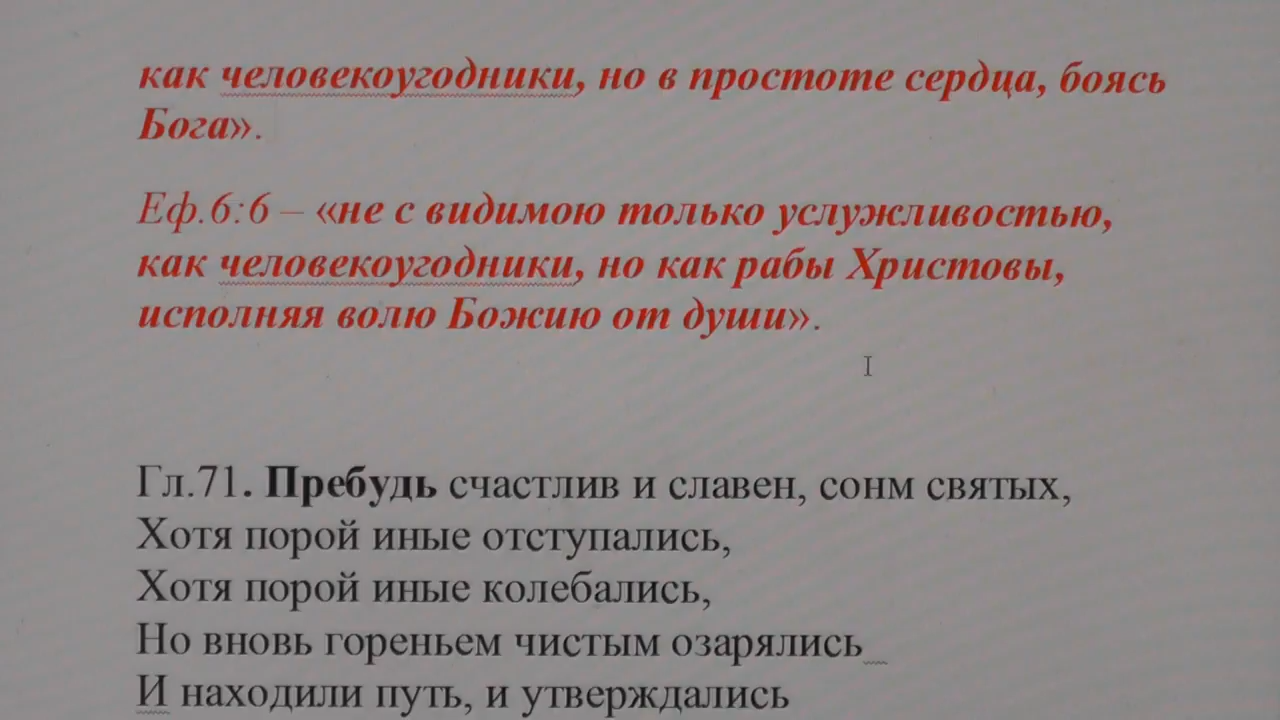 как человекоугодники, но в простоте сердца, боясь
Бога».
Еф.6:6 – «не с видимою только услужливостью,
как человекоугодники, но как рабы Христовы,
исполняя волю Божию от души».
Гл.71. Пребудь счастлив и славен, сонм святых,
Хотя порой иные отступались,
Хотя порой иные колебались,
Но вновь гореньем чистым озарялись
И находили путь, и утверждались